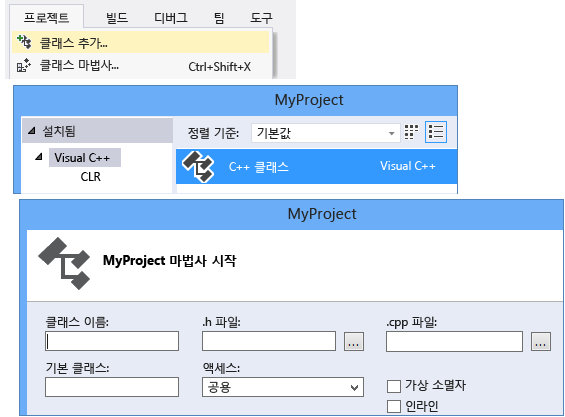 프로젝트 빌드 디버그 팀 도구
클래스 추가...
클래스 마법사... Ctrl+Shift+X
MyProject
설치됨 정렬 기준: 기본값
Visual C++ C++ 클래스 Visual C++
CLR
MyProject
MyProject 마법사 시작
클래스 이름: .h 파일: .cpp 파일:
... ...
기본 클래스: 액세스:
공용 가상 소멸자
인라인